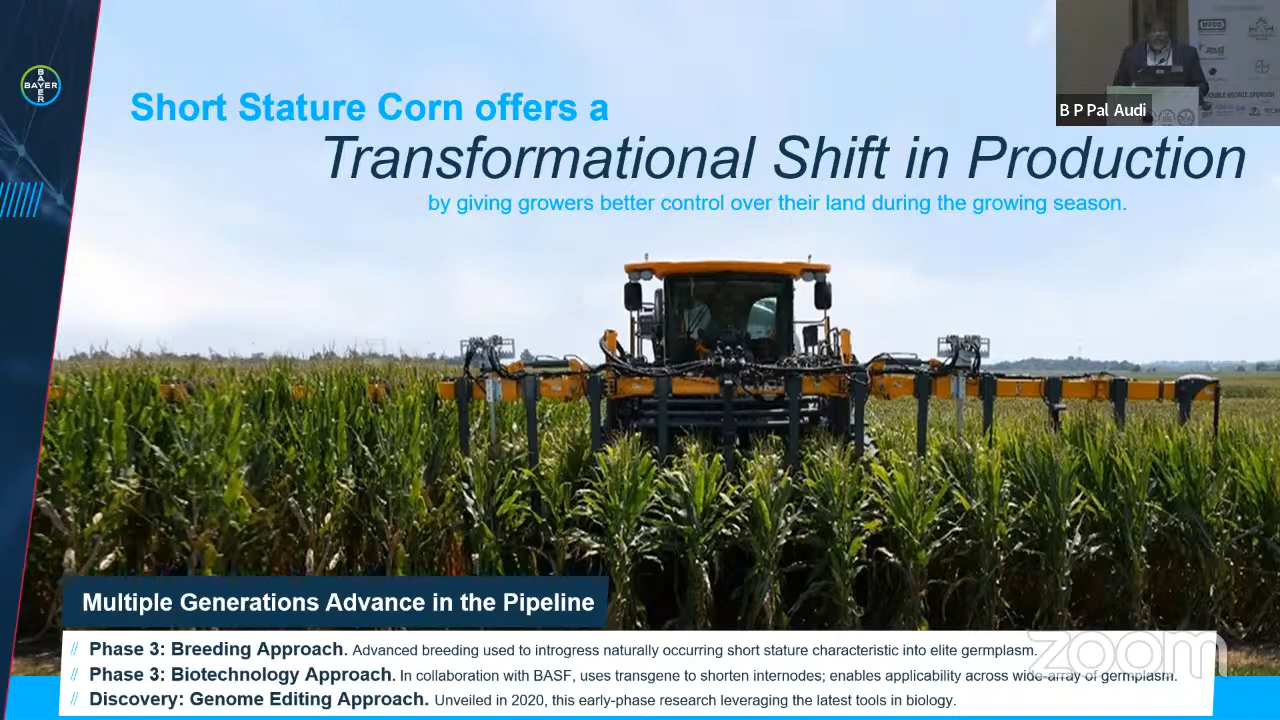 BAYER
BAYER
Short Stature Corn offers a
Transformational Shift in Production
by giving growers better control over their land during the growing season.
B P Pal Audi
Multiple Generations Advance in the Pipeline
// Phase 3: Breeding Approach. Advanced breeding used to introgress naturally occurring short stature characteristic into elite germplasm.
// Phase 3: Biotechnology Approach. In collaboration with BASF, uses transgene to shorten internodes; enables applicability across wide-array of germplasm.
// Discovery: Genome Editing Approach. Unveiled in 2020, this early-phase research leveraging the latest tools in biology.
zoom